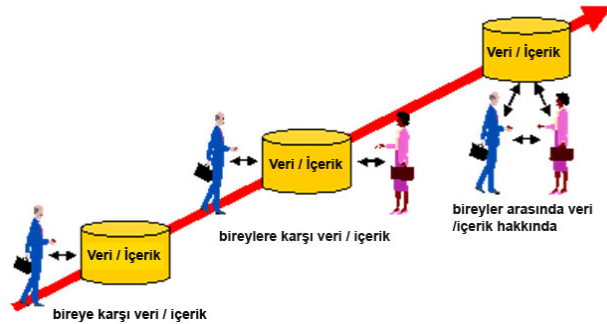 Veri / İçerik
bireyler arasında veri
/içerik hakkında
Veri / İçerik
bireylere karşı veri / içerik
Veri / İçerik
bireye karşı veri / içerik